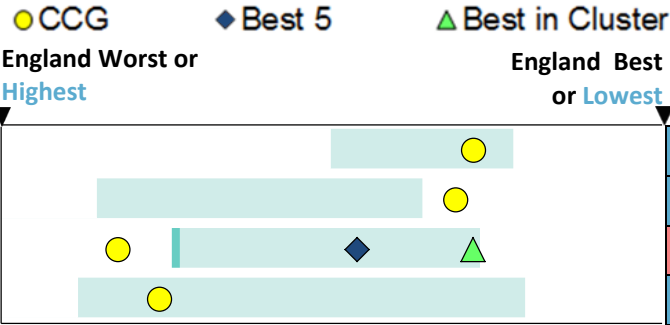 CCG Best 5 Best in Cluster
England Worst or England Best
Highest or Lowest